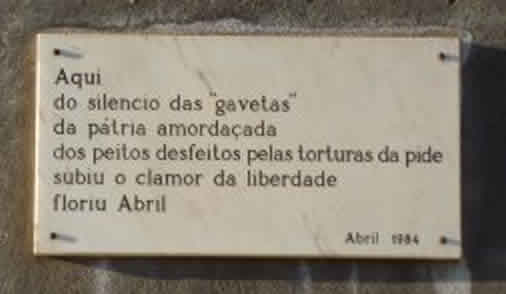 Aqui
do silencio das "gavetas"
da pátria amordaçada
dos peitos desfeitos pelas torturas da pide
subiu o clamor da liberdade
floriu Abril
Abril 1984